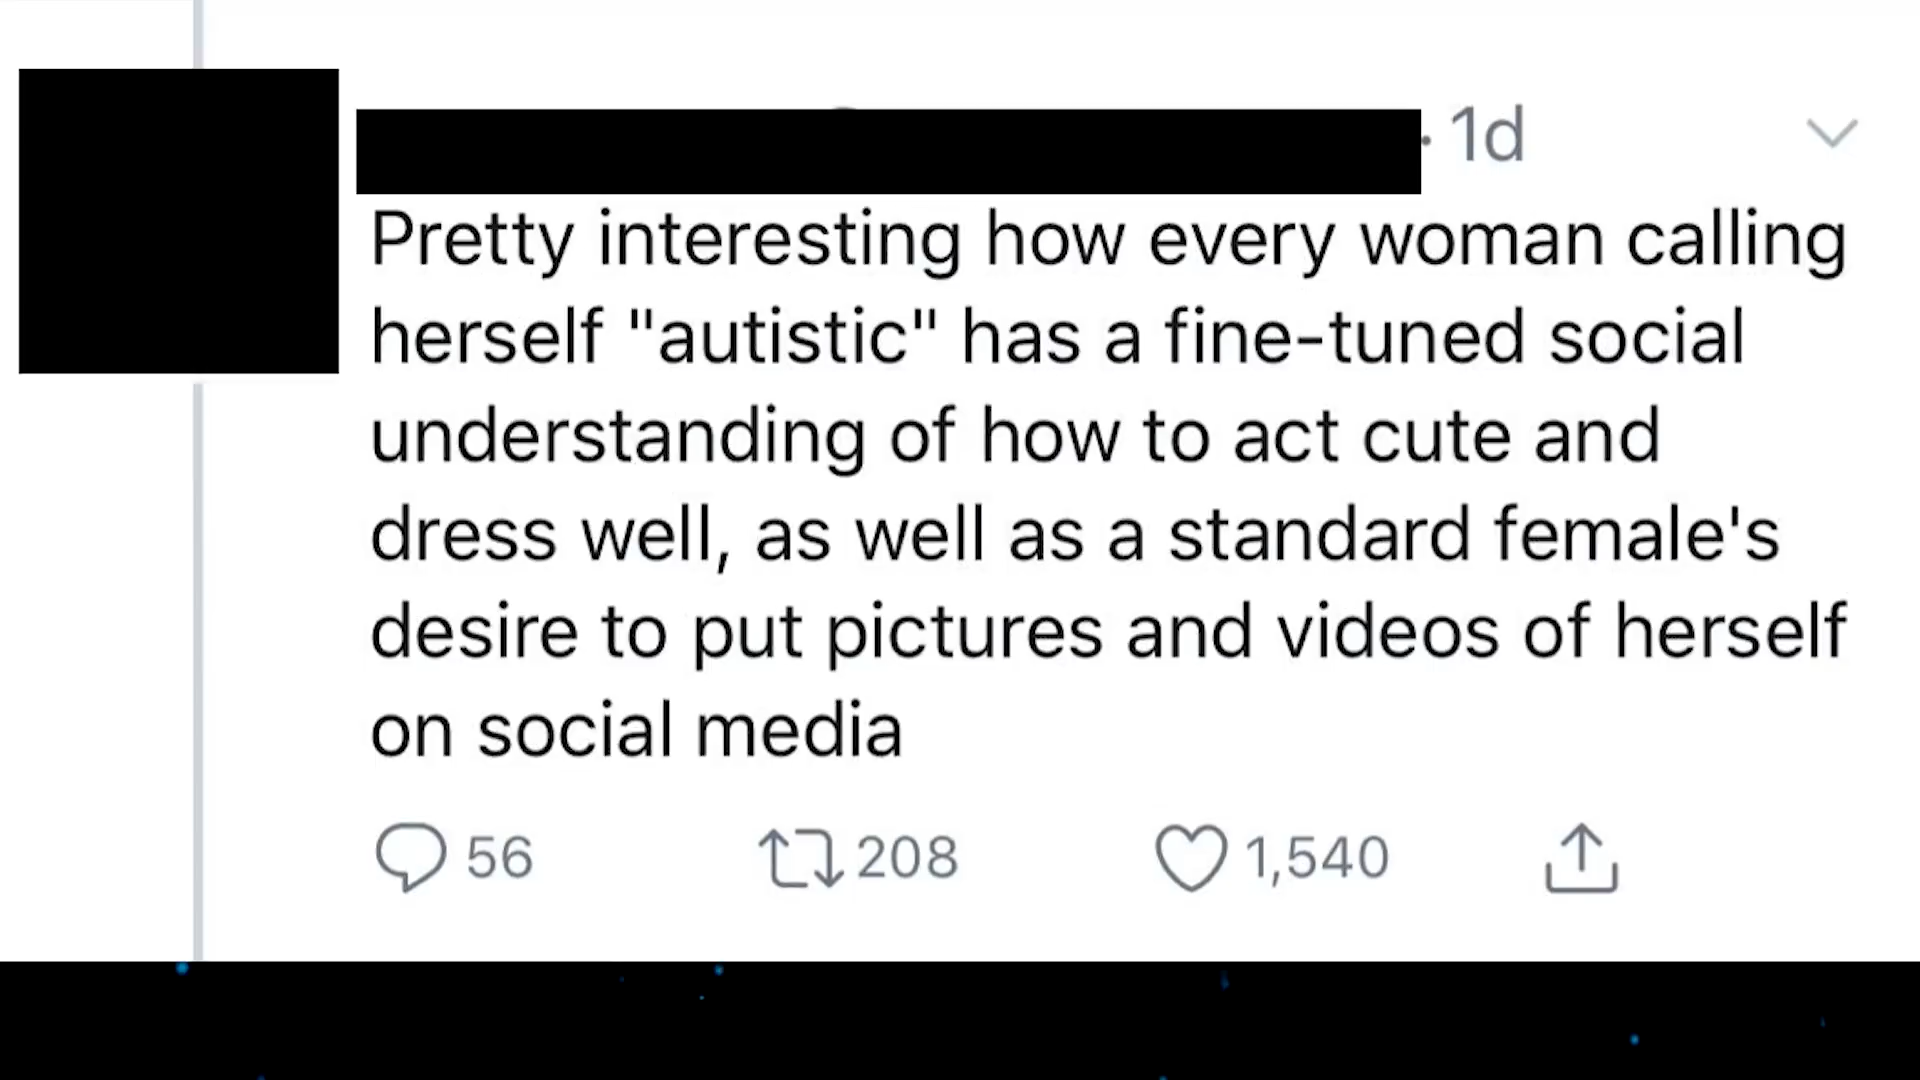 · 1d
Pretty interesting how every woman calling
herself "autistic" has a fine-tuned social
understanding of how to act cute and
dress well, as well as a standard female's
desire to put pictures and videos of herself
on social media
56 208 1,540